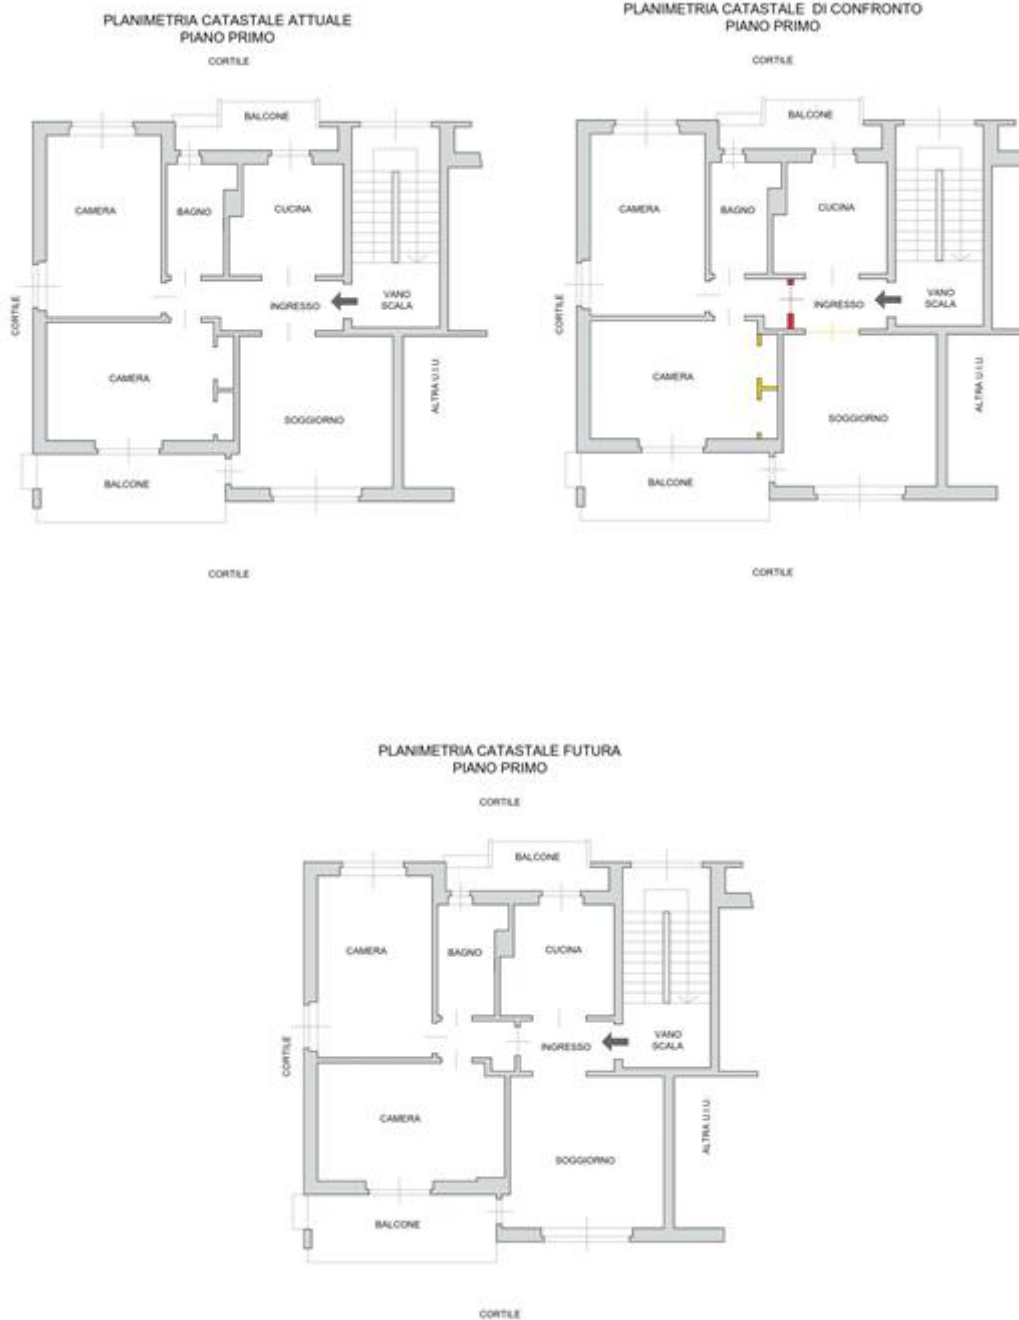 PLANIMETRIA CATASTALE ATTUALE
PIANO PRIMO
CORTILE
BALCONE
CAMERA
BAGNO
CUCINA
CORTILE
INGRESSO
VANO
SCALA
CAMERA
ALTRA U.I.U.
SOGGIORNO
BALCONE
CORTILE
PLANIMETRIA CATASTALE DI CONFRONTO
PIANO PRIMO
CORTILE
BALCONE
CAMERA
BAGNO
CUCINA
CORTILE
INGRESSO
VANO
SCALA
CAMERA
ALTRA U.I.U.
SOGGIORNO
BALCONE
CORTILE
PLANIMETRIA CATASTALE FUTURA
PIANO PRIMO
CORTILE
BALCONE
CAMERA
BAGNO
CUCINA
CORTILE
INGRESSO
VANO
SCALA
CAMERA
ALTRA U.I.U.
SOGGIORNO
BALCONE
CORTILE